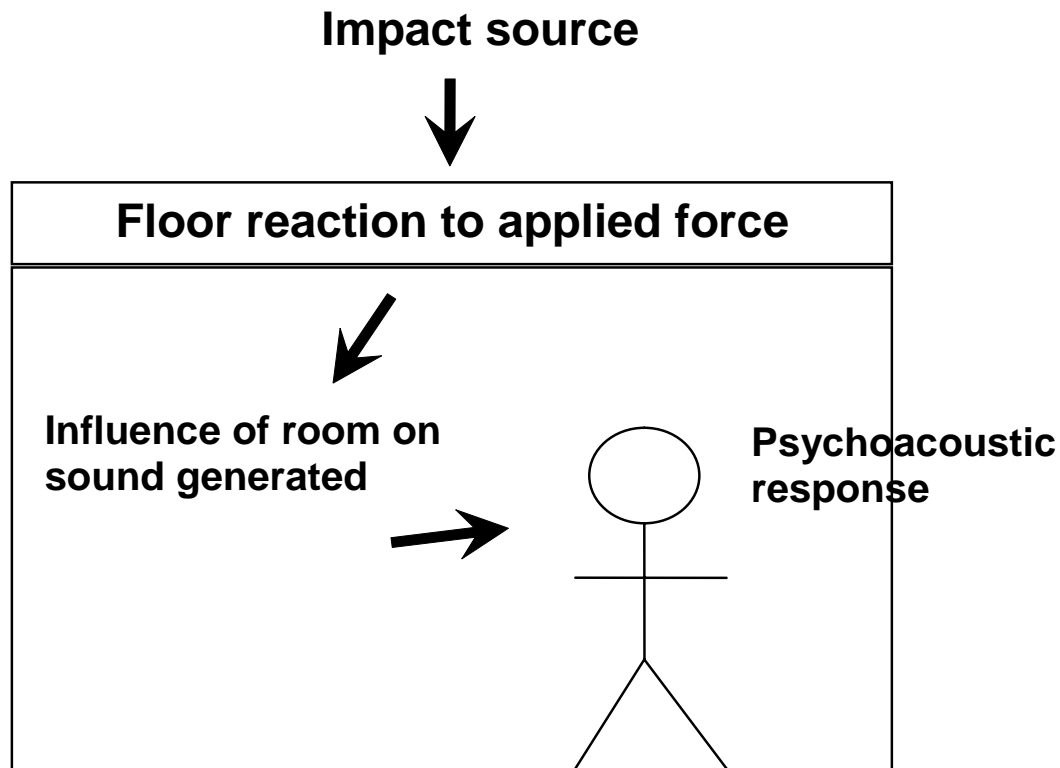 Impact source
Floor reaction to applied force
Influence of room on
sound generated
Psychoacoustic
response